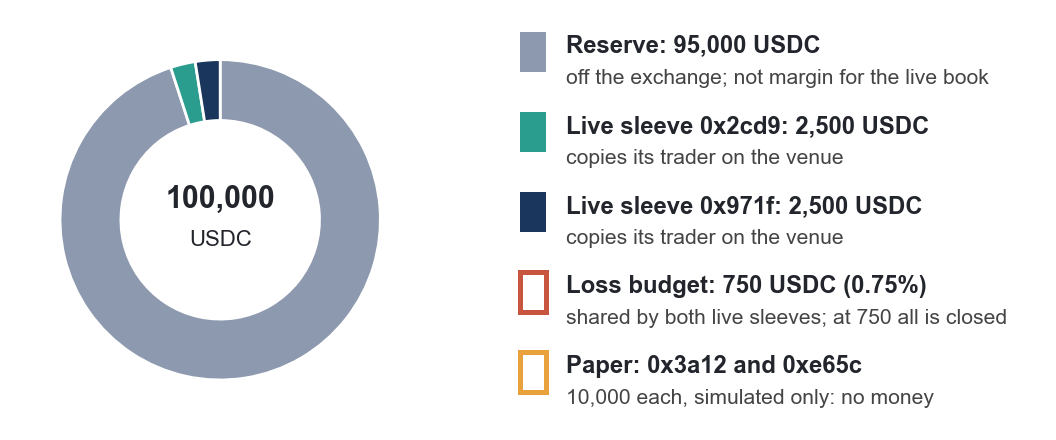 100,000
USDC
Reserve: 95,000 USDC
off the exchange; not margin for the live book
Live sleeve 0x2cd9: 2,500 USDC
copies its trader on the venue
Live sleeve 0x971f: 2,500 USDC
copies its trader on the venue
Loss budget: 750 USDC (0.75%)
shared by both live sleeves; at 750 all is closed
Paper: 0x3a12 and 0xe65c
10,000 each, simulated only: no money